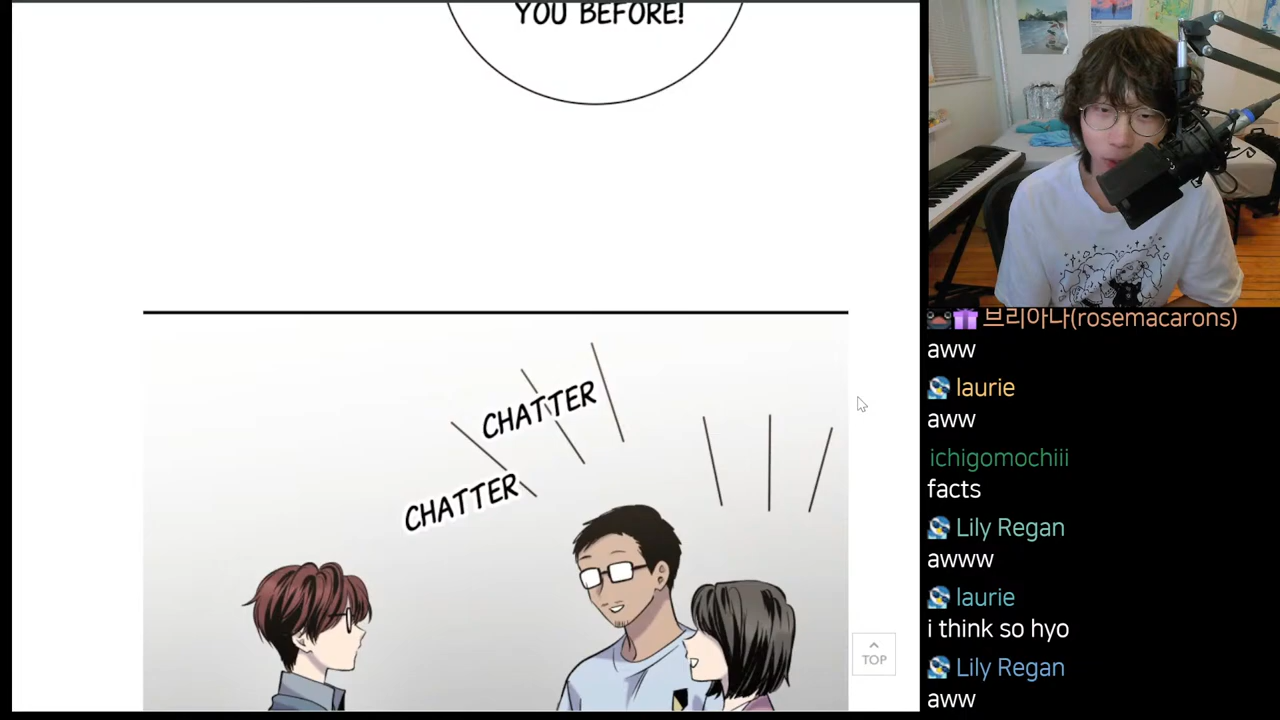 YOU BEFORE!
CHATTER
CHATTER
TOP
브리아나(rosemacarons)
aww
laurie
aww
ichigomochiii
facts
Lily Regan
awww
laurie
i think so hyo
Lily Regan
aww